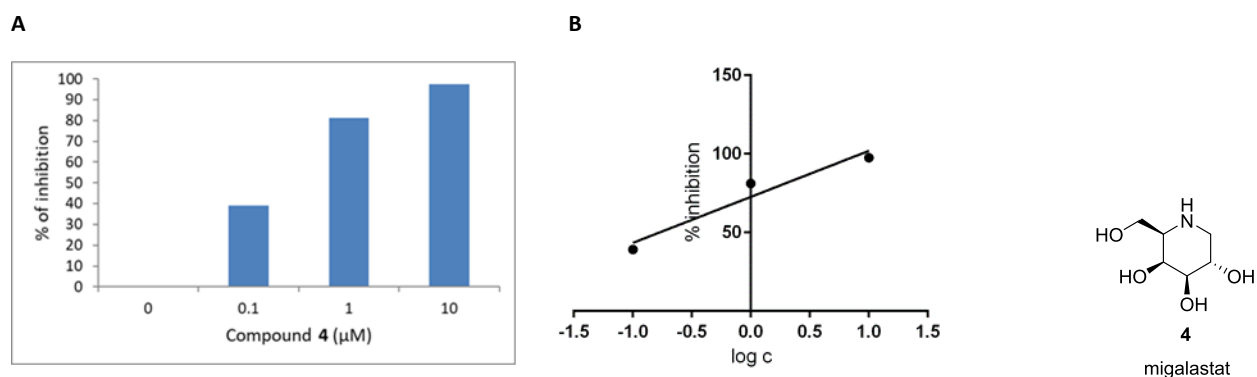 A
B
% of inhibition
100
90
80
70
60
50
40
30
20
10
0
0 0.1 1 10
Compound 4 (µM)
% inhibition
150
100
50
-1.5 -1.0 -0.5 0.0 0.5 1.0 1.5
log c
H
N
HO
HO
OH
OH
4
migalastat